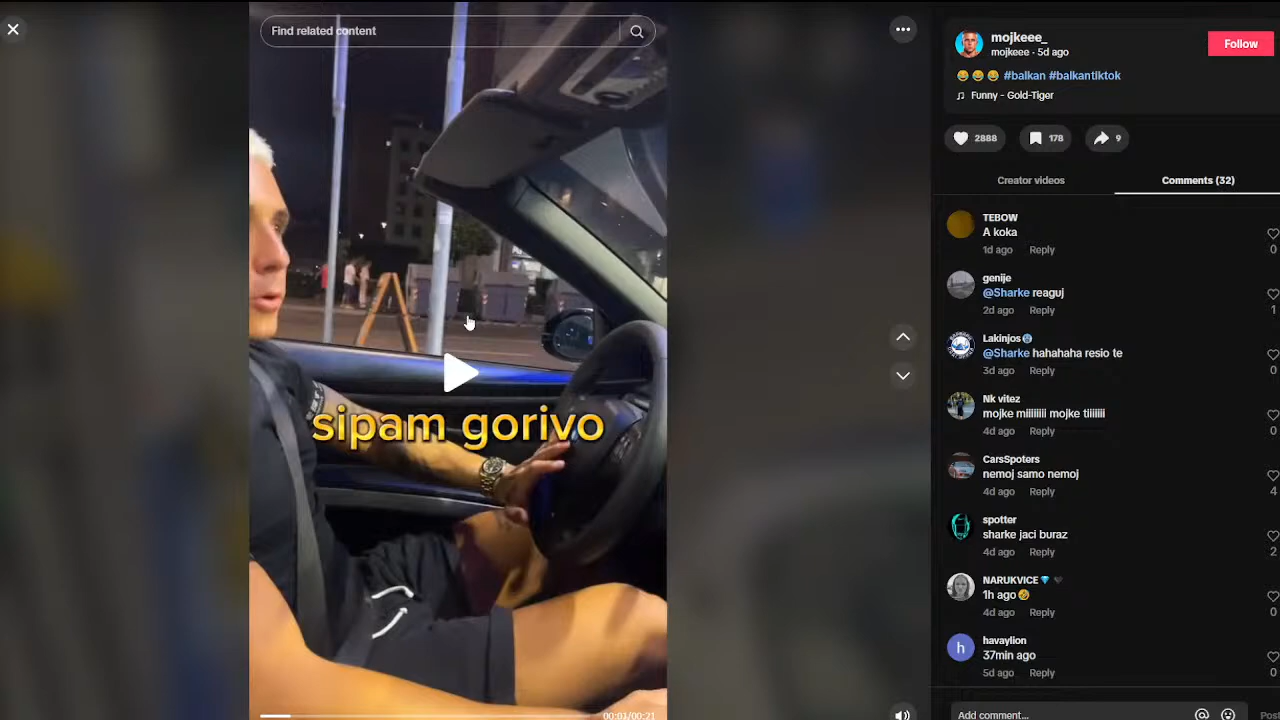 Find related content
sipam gorivo
00:01/00:21
mojkeee_
mojkeee · 5d ago
Follow
😂 😂 😂 #balkan #balkantiktok
♫ Funny - Gold-Tiger
2888
178
9
Creator videos
Comments (32)
TEBOW
A koka
1d ago Reply
0
genije
@Sharke reaguj
2d ago Reply
1
Lakinjos
@Sharke hahahaha resio te
3d ago Reply
0
Nk vitez
4d ago Reply
0
CarsSpoters
nemoj samo nemoj
4d ago Reply
4
spotter
sharke jaci buraz
4d ago Reply
2
NARUKVICE💎🖤
1h ago🤣
4d ago Reply
0
h
havaylion
37min ago
5d ago Reply
0
Add comment...
Post